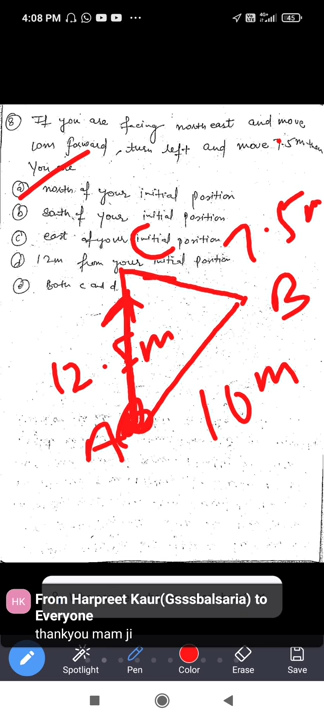 4:08 PM
45
8 If you are facing north east and move
10m forward, turn left and move 7.5m then
You are
a north of your initial position
b south of your initial position
c east of your initial position
d 12m from your initial position
e Both c and d
C
7.5
B
12.5m
10m
A
HK
From Harpreet Kaur(Gsssbalsaria) to
Everyone
thankyou mam ji
Spotlight Pen Color Erase Save